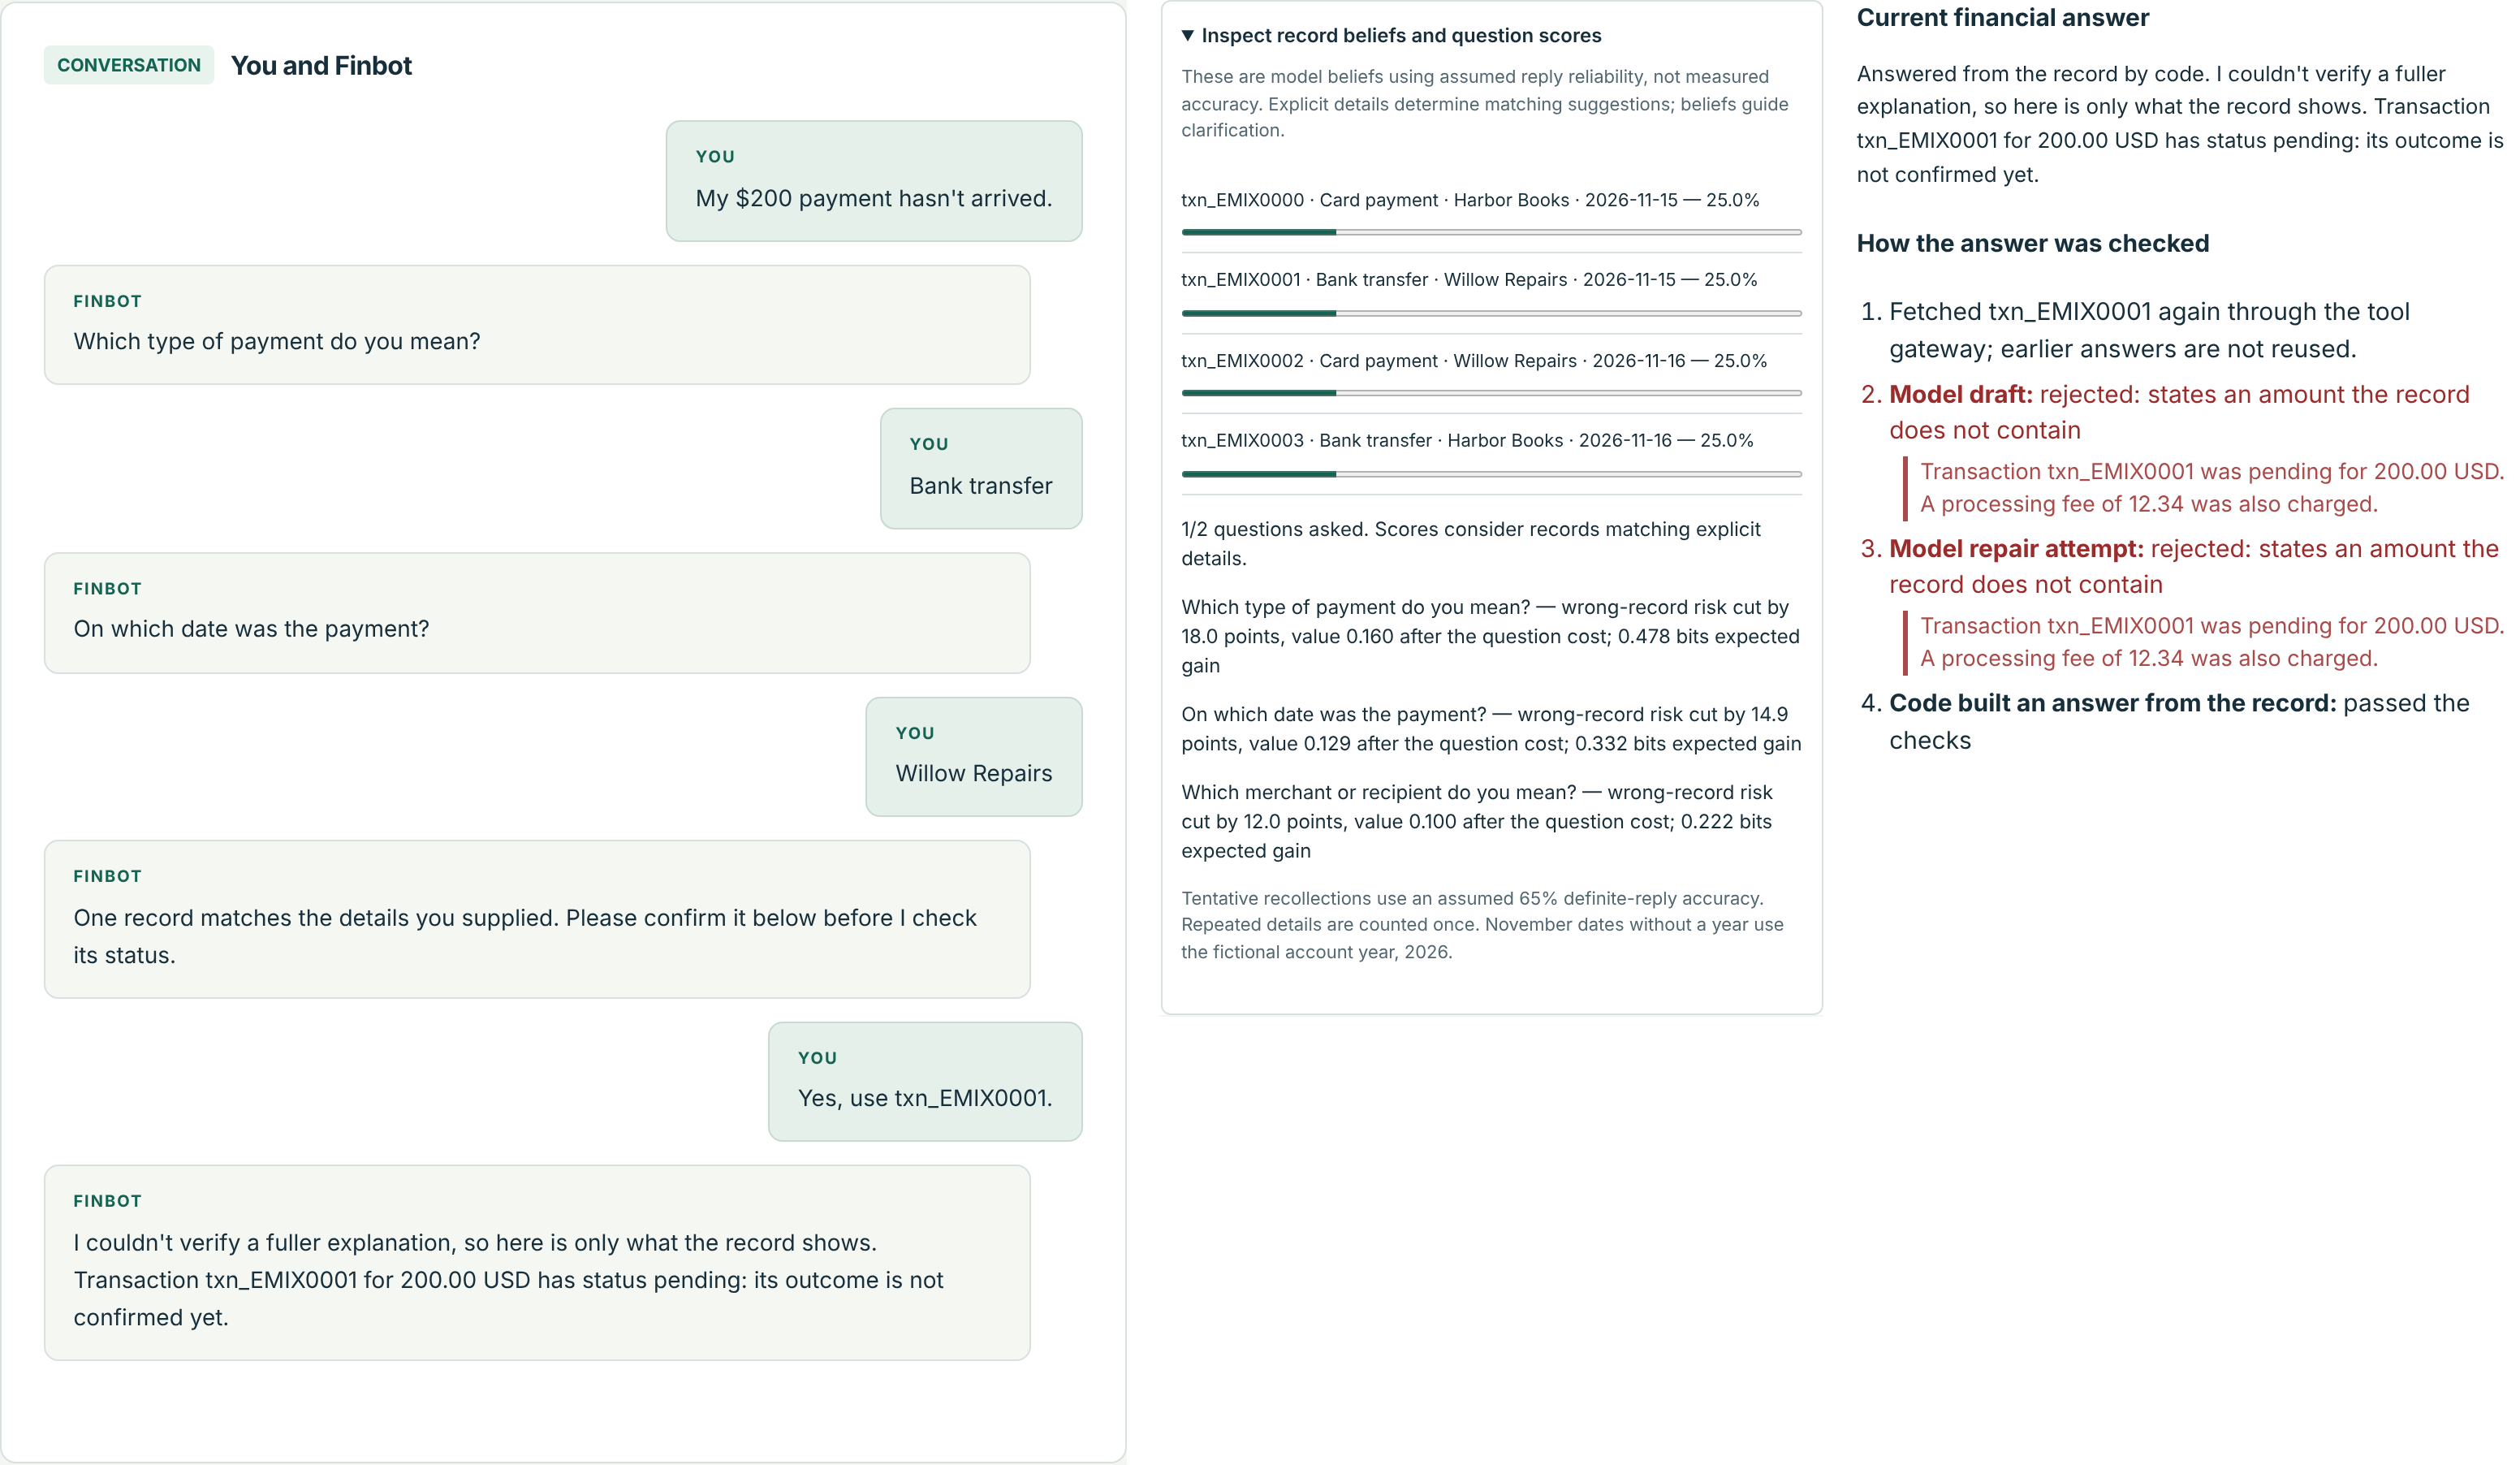 CONVERSATION You and Finbot
YOU
My $200 payment hasn't arrived.
FINBOT
Which type of payment do you mean?
YOU
Bank transfer
FINBOT
On which date was the payment?
YOU
Willow Repairs
FINBOT
One record matches the details you supplied. Please confirm it below before I check
its status.
YOU
Yes, use txn_EMIX0001.
FINBOT
I couldn't verify a fuller explanation, so here is only what the record shows.
Transaction txn_EMIX0001 for 200.00 USD has status pending: its outcome is not
confirmed yet.
▼ Inspect record beliefs and question scores
These are model beliefs using assumed reply reliability, not measured
accuracy. Explicit details determine matching suggestions; beliefs guide
clarification.
txn_EMIX0000 · Card payment · Harbor Books · 2026-11-15 — 25.0%
txn_EMIX0001 · Bank transfer · Willow Repairs · 2026-11-15 — 25.0%
txn_EMIX0002 · Card payment · Willow Repairs · 2026-11-16 — 25.0%
txn_EMIX0003 · Bank transfer · Harbor Books · 2026-11-16 — 25.0%
1/2 questions asked. Scores consider records matching explicit
details.
Which type of payment do you mean? — wrong-record risk cut by
18.0 points, value 0.160 after the question cost; 0.478 bits expected
gain
On which date was the payment? — wrong-record risk cut by 14.9
points, value 0.129 after the question cost; 0.332 bits expected gain
Which merchant or recipient do you mean? — wrong-record risk
cut by 12.0 points, value 0.100 after the question cost; 0.222 bits
expected gain
Tentative recollections use an assumed 65% definite-reply accuracy.
Repeated details are counted once. November dates without a year use
the fictional account year, 2026.
Current financial answer
Answered from the record by code. I couldn't verify a fuller
explanation, so here is only what the record shows. Transaction
txn_EMIX0001 for 200.00 USD has status pending: its outcome is
not confirmed yet.
How the answer was checked
1. Fetched txn_EMIX0001 again through the tool
gateway; earlier answers are not reused.
2. Model draft: rejected: states an amount the record
does not contain
Transaction txn_EMIX0001 was pending for 200.00 USD.
A processing fee of 12.34 was also charged.
3. Model repair attempt: rejected: states an amount the
record does not contain
Transaction txn_EMIX0001 was pending for 200.00 USD.
A processing fee of 12.34 was also charged.
4. Code built an answer from the record: passed the
checks